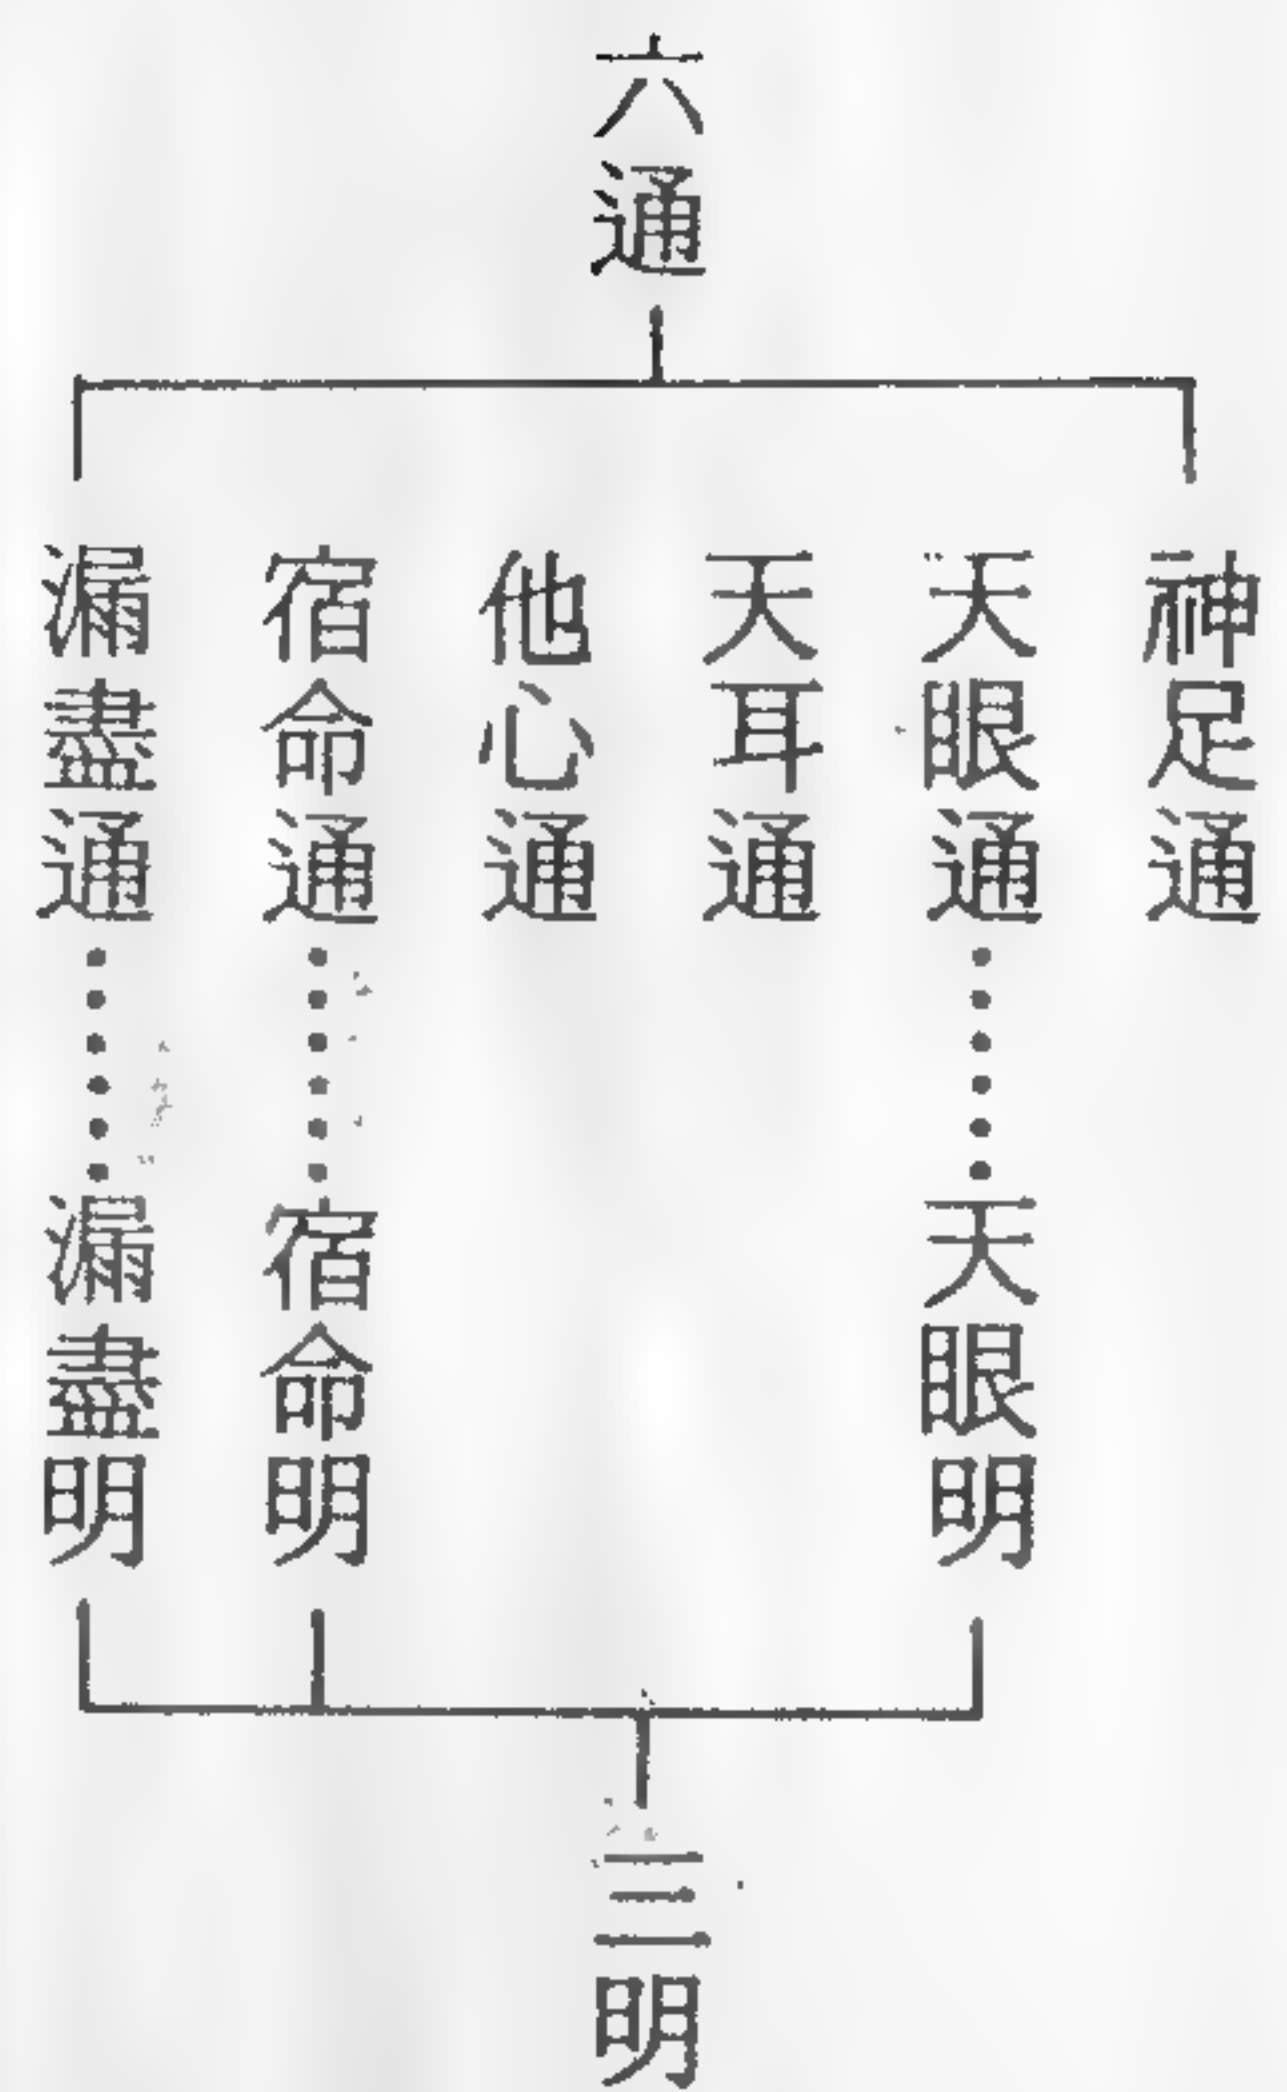 六通
神足通
天眼通……天眼明
天耳通
他心通
宿命通……宿命明
漏盡通……漏盡明
三明